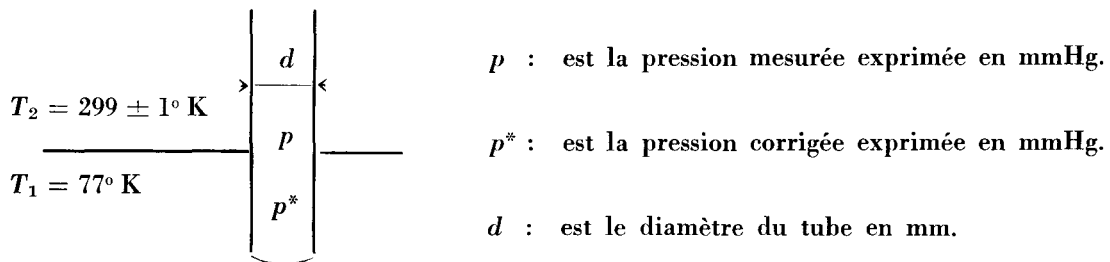 d
T₂ = 299 ± 1° K
p
T₁ = 77° K
p*
p : est la pression mesurée exprimée en mmHg.
p* : est la pression corrigée exprimée en mmHg.
d : est le diamètre du tube en mm.